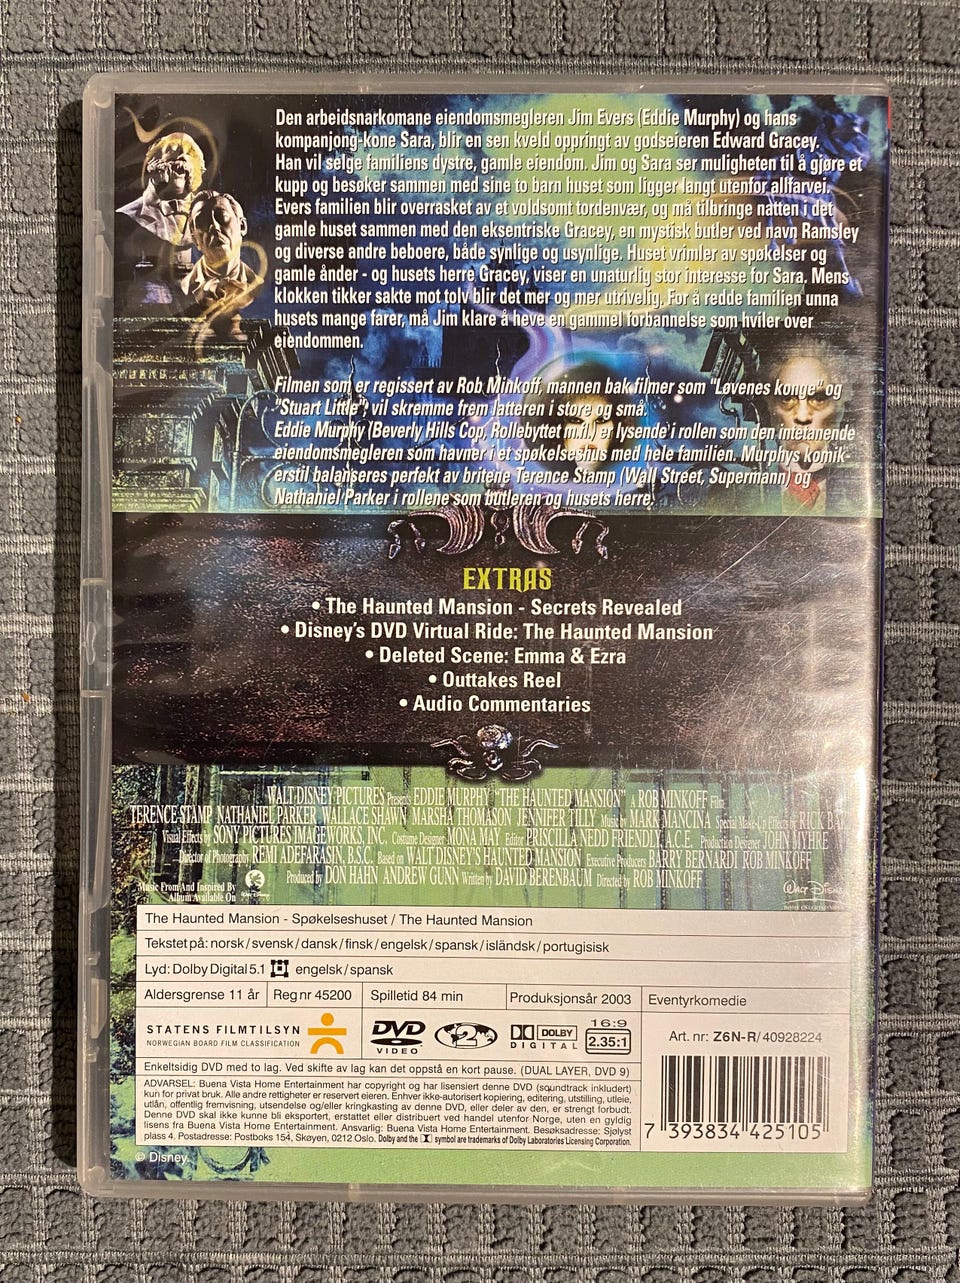 Den arbeidsnarkomane eiendomsmegleren Jim Evers (Eddie Murphy) og hans
kompanjong-kone Sara, blir en sen kveld oppringt av godseieren Edward Gracey.
Han vil selge familiens dystre, gamle eiendom. Jim og Sara ser muligheten til å gjøre et
kupp og besøker sammen med sine to barn huset som ligger langt utenfor allfarvei.
Evers familien blir overrasket av et voldsomt tordenvær, og må tilbringe natten i det
gamle huset sammen med den eksentriske Gracey, en mystisk butler ved navn Ramsley
og diverse andre beboere, både synlige og usynlige. Huset vrimler av spøkelser og
gamle ånder - og husets herre Gracey, viser en unaturlig stor interesse for Sara. Mens
klokken tikker sakte mot tolv blir det mer og mer utrivelig. For å redde familien unna
husets mange farer, må Jim klare å heve en gammel forbannelse som hviler over
eiendommen.
Filmen som er regissert av Rob Minkoff, mannen bak filmer som "Løvenes konge" og
"Stuart Little", vil skremme frem latteren i store og små.
Eddie Murphy (Beverly Hills Cop, Rollebyttet m.fl.) er lysende i rollen som den intetanende
eiendomsmegleren som havner i et spøkelseshus med hele familien. Murphys komik-
erstil balanseres perfekt av britene Terence Stamp (Wall Street, Supermann) og
Nathaniel Parker i rollene som butleren og husets herre.
EXTRAS
• The Haunted Mansion - Secrets Revealed
• Disney's DVD Virtual Ride: The Haunted Mansion
• Deleted Scene: Emma & Ezra
• Outtakes Reel
• Audio Commentaries
WALT DISNEY PICTURES Presents EDDIE MURPHY "THE HAUNTED MANSION" A ROB MINKOFF Film
TERENCE STAMP NATHANIEL PARKER WALLACE SHAWN MARSHA THOMASON JENNIFER TILLY Music by MARK MANCINA Special Make-Up Effects by RICK BA
Visual Effects by SONY PICTURES IMAGEWORKS, INC. Costume Designer MONA MAY Editor PRISCILLA NEDD FRIENDLY, A.C.E. Production Designer JOHN MYHRE
Director of Photography REMI ADEFARASIN, B.S.C. Based on WALT DISNEY'S HAUNTED MANSION Executive Producers BARRY BERNARDI ROB MINKOFF
Produced by DON HAHN ANDREW GUNN Written by DAVID BERENBAUM Directed by ROB MINKOFF
Music From And Inspired By
Album Available On
WALT DISNEY
HOME ENTERTAINMENT
The Haunted Mansion - Spøkelseshuset / The Haunted Mansion
Tekstet på: norsk/svensk/dansk/finsk/engelsk/spansk/isländsk/portugisisk
Lyd: Dolby Digital 5.1 engelsk/spansk
Aldersgrense 11 år Reg nr 45200 Spilletid 84 min Produksjonsår 2003 Eventyrkomedie
STATENS FILMTILSYN
NORWEGIAN BOARD FILM CLASSIFICATION
DVD
VIDEO
2
DOLBY
DIGITAL
16:9
2.35:1
Art. nr: Z6N-R/40928224
Enkeltsidig DVD med to lag. Ved skifte av lag kan det oppstå en kort pause. (DUAL LAYER, DVD 9)
ADVARSEL: Buena Vista Home Entertainment har copyright og har lisensiert denne DVD (soundtrack inkludert)
kun for privat bruk. Alle andre rettigheter er reservert eieren. Enhver ikke-autorisert kopiering, editering, utstilling, utleie,
utlån, offentlig fremvisning, utsendelse og/eller kringkasting av denne DVD, eller deler av den, er strengt forbudt.
Denne DVD skal ikke kunne bli eksportert, erstattet eller distribuert ved handel utenfor Norge, uten en gyldig
lisens fra Buena Vista Home Entertainment. Ansvarlig: Buena Vista Home Entertainment. Besøksadresse: Sjølyst
plass 4. Postadresse: Postboks 154, Skøyen, 0212 Oslo. Dolby and the symbol are trademarks of Dolby Laboratories Licensing Corporation.
7 393834 425105
© Disney.